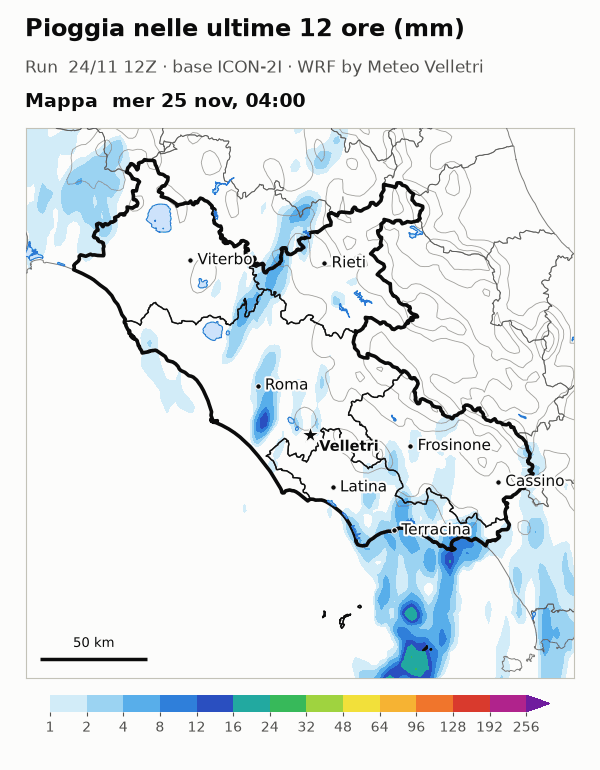 Pioggia nelle ultime 12 ore (mm)
Run  24/11 12Z · base ICON-2I · WRF by Meteo Velletri
Mappa  mer 25 nov, 04:00
Viterbo
Rieti
Roma
Velletri
Frosinone
Cassino
Latina
Terracina
50 km
1 2 4 8 12 16 24 32 48 64 96 128 192 256